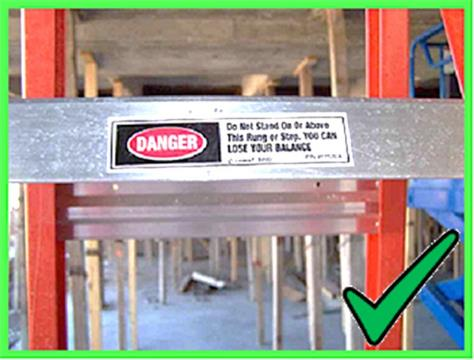 DANGER
Do Not Stand On Or Above
This Rung or Step. YOU CAN
LOSE YOUR BALANCE